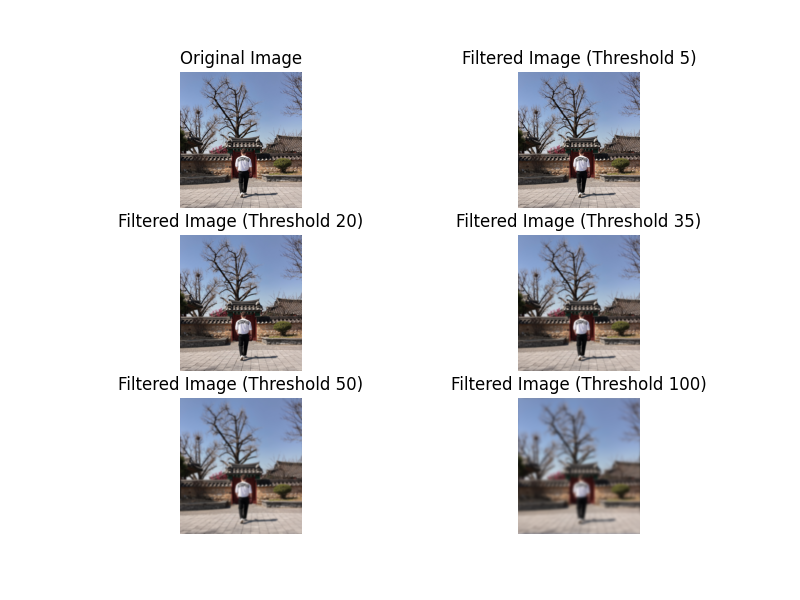 Original Image
Filtered Image (Threshold 5)
Filtered Image (Threshold 20)
Filtered Image (Threshold 35)
Filtered Image (Threshold 50)
Filtered Image (Threshold 100)